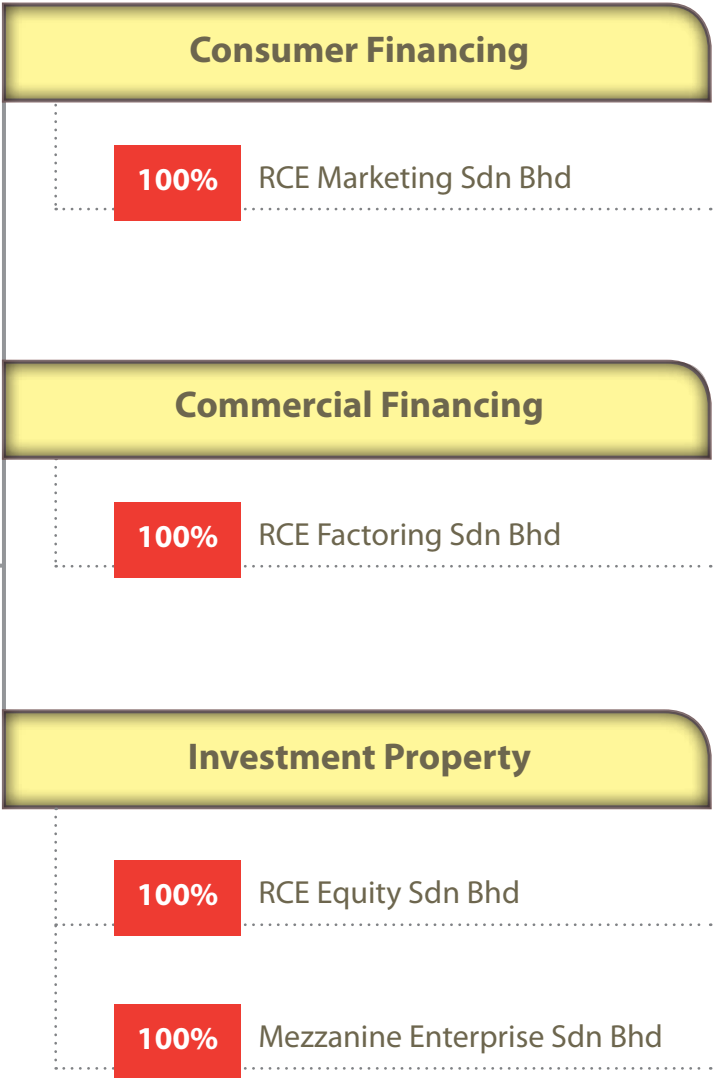 Consumer Financing
100% RCE Marketing Sdn Bhd
Commercial Financing
100% RCE Factoring Sdn Bhd
Investment Property
100% RCE Equity Sdn Bhd
100% Mezzanine Enterprise Sdn Bhd